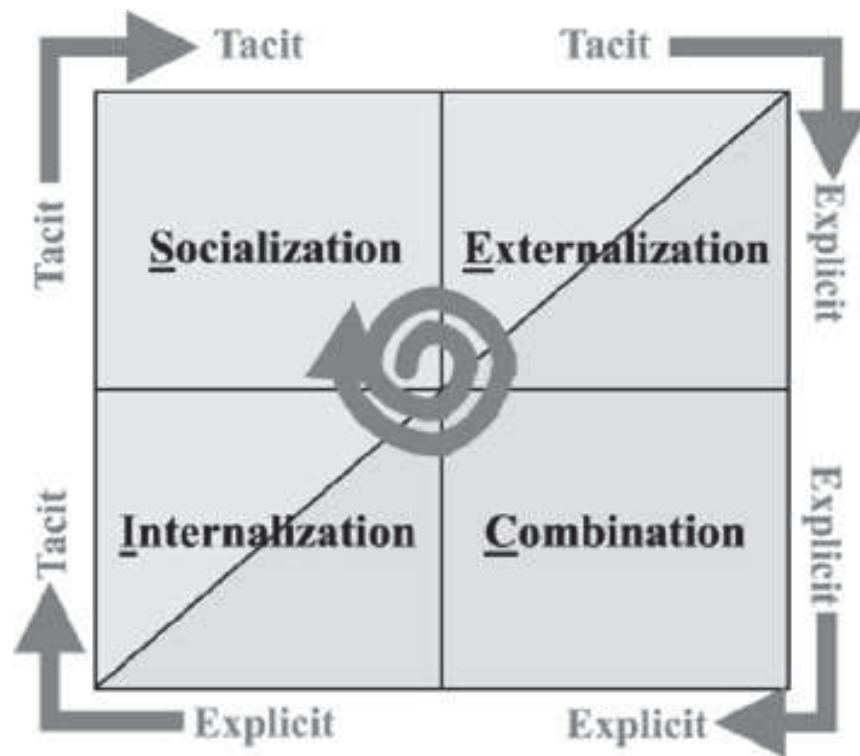 Tacit
Tacit
Tacit
Explicit
Socialization
Externalization
Tacit
Explicit
Internalization
Combination
Explicit
Explicit